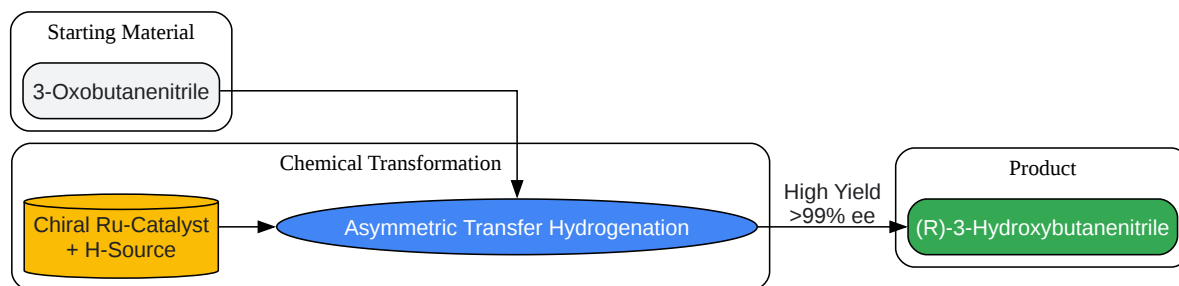 Starting Material
3-Oxobutanenitrile
Chemical Transformation
Chiral Ru-Catalyst
+ H-Source
Asymmetric Transfer Hydrogenation
High Yield
>99% ee
Product
(R)-3-Hydroxybutanenitrile